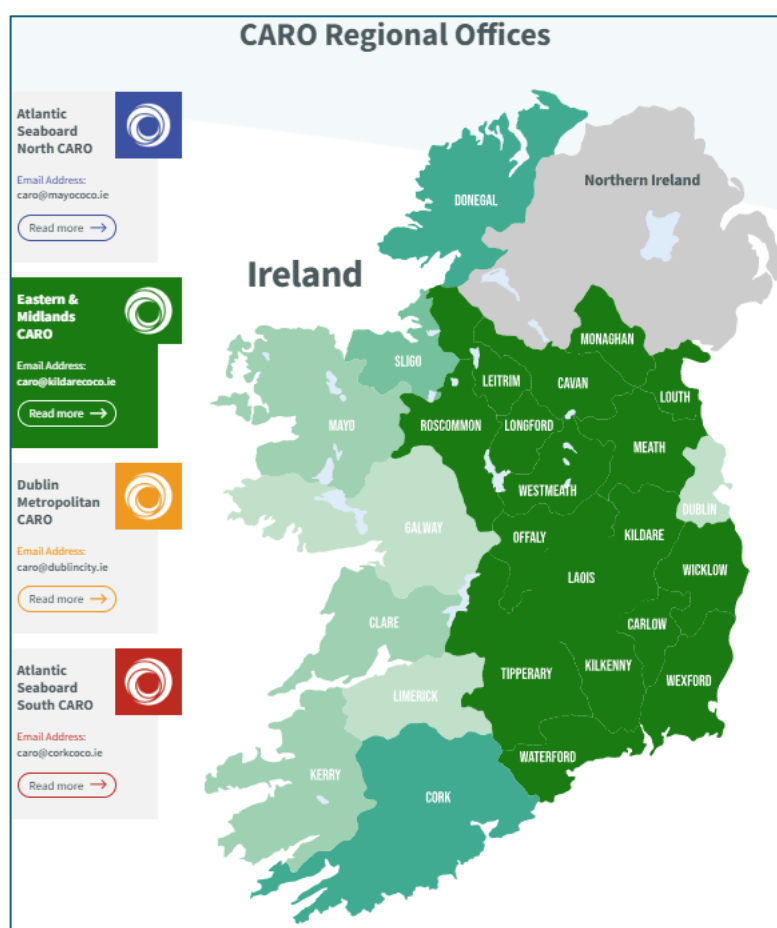 CARO Regional Offices
Atlantic
Seaboard
North CARO
Email Address:
caro@mayococo.ie
Read more
Eastern &
Midlands
CARO
Email Address:
caro@kildarecoco.ie
Read more
Dublin
Metropolitan
CARO
Email Address:
caro@dublincity.ie
Read more
Atlantic
Seaboard
South CARO
Email Address:
caro@corkcoco.ie
Read more
Ireland
Northern Ireland
DONEGAL
MONAGHAN
SLIGO
LEITRIM
CAVAN
LOUTH
MAYO
ROSCOMMON
LONGFORD
MEATH
WESTMEATH
DUBLIN
GALWAY
OFFALY
KILDARE
WICKLOW
LAOIS
CLARE
CARLOW
TIPPERARY
KILKENNY
WEXFORD
LIMERICK
WATERFORD
KERRY
CORK